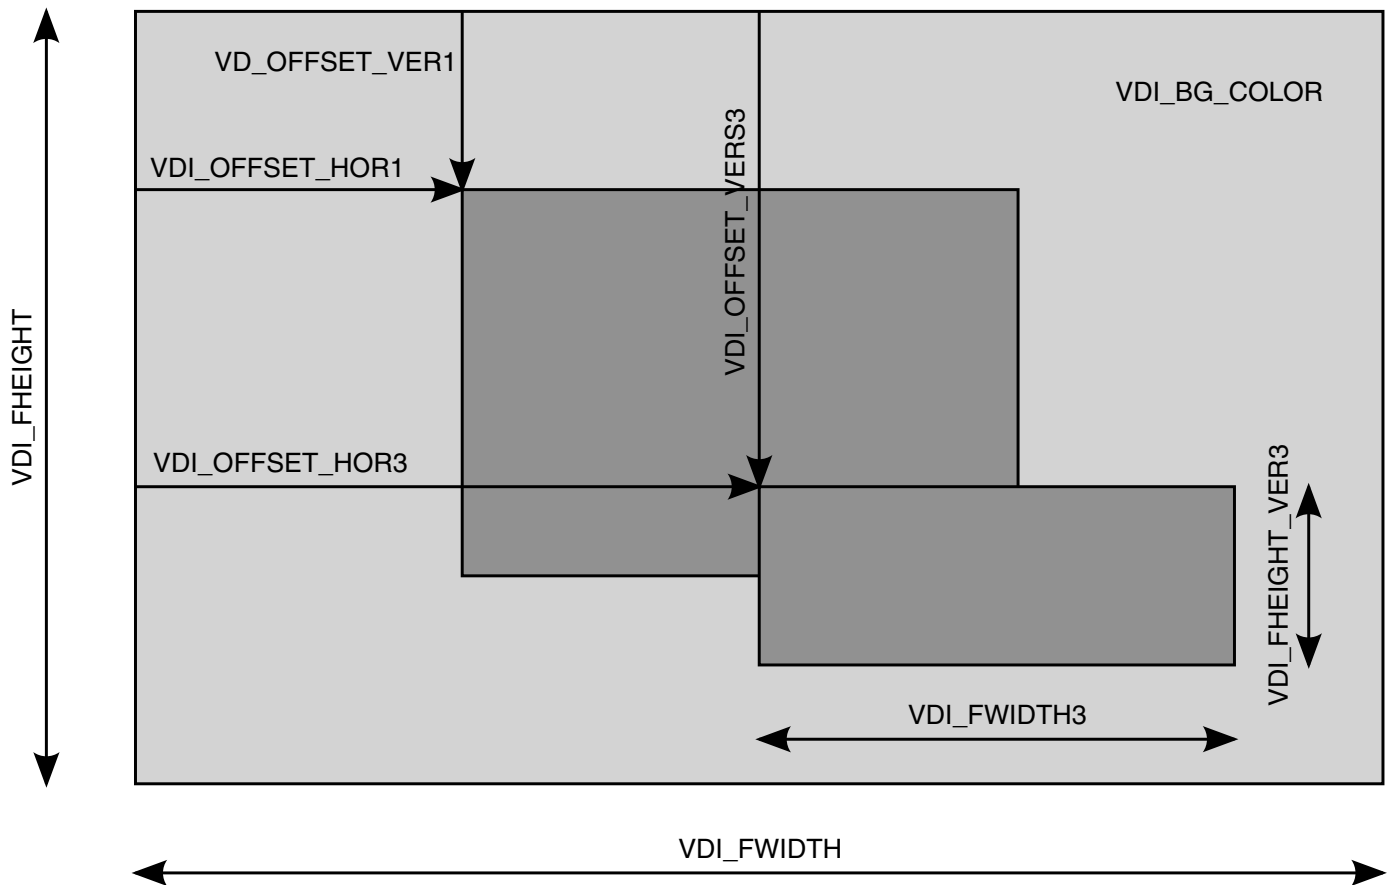 VD_OFFSET_VER1
VDI_BG_COLOR
VDI_OFFSET_HOR1
VDI_OFFSET_VERS3
VDI_FHEIGHT
VDI_OFFSET_HOR3
VDI_FHEIGHT_VER3
VDI_FWIDTH3
VDI_FWIDTH